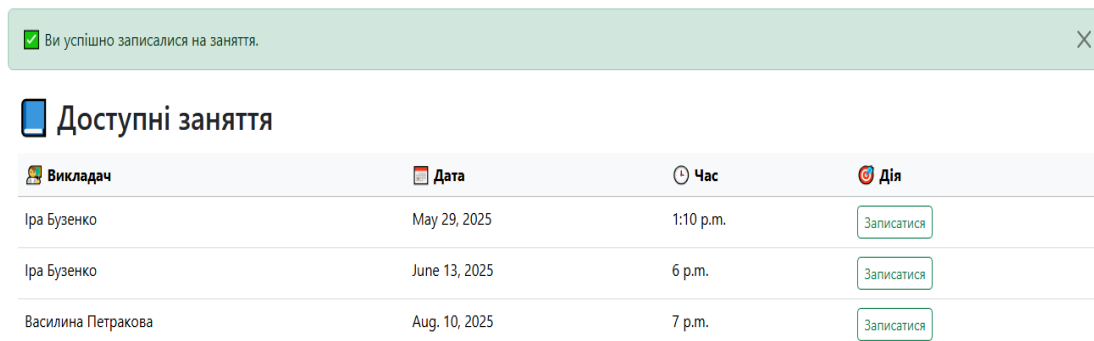 ✅ Ви успішно записалися на заняття. X
📘 Доступні заняття
👩‍🏫 Викладач 📅 Дата 🕒 Час 🎯 Дія
Іра Бузенко May 29, 2025 1:10 p.m. Записатися
Іра Бузенко June 13, 2025 6 p.m. Записатися
Василина Петракова Aug. 10, 2025 7 p.m. Записатися